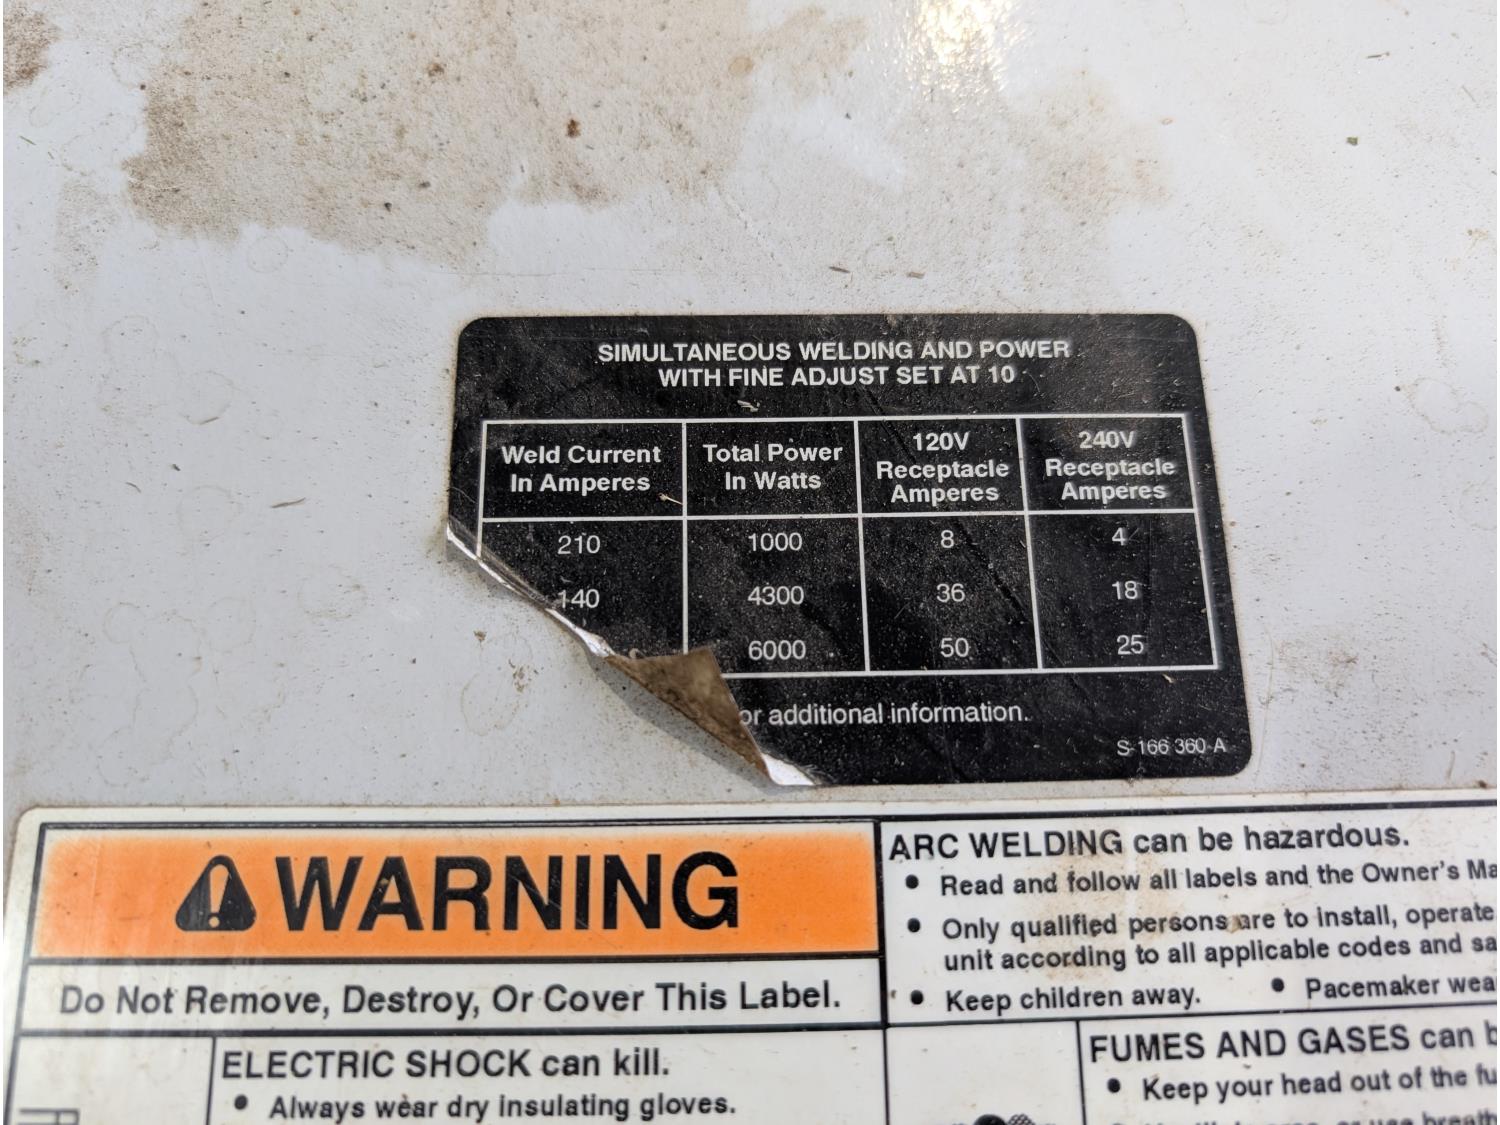 SIMULTANEOUS WELDING AND POWER
WITH FINE ADJUST SET AT 10
Weld Current
In Amperes
Total Power
In Watts
120V
Receptacle
Amperes
240V
Receptacle
Amperes
210 1000 8 4
140 4300 36 18
6000 50 25
or additional information.
S-166 360-A
WARNING
Do Not Remove, Destroy, Or Cover This Label.
ARC WELDING can be hazardous.
• Read and follow all labels and the Owner's Ma
• Only qualified persons are to install, operate
unit according to all applicable codes and sa
• Keep children away. • Pacemaker wea
ELECTRIC SHOCK can kill.
• Always wear dry insulating gloves.
FUMES AND GASES can b
• Keep your head out of the fu